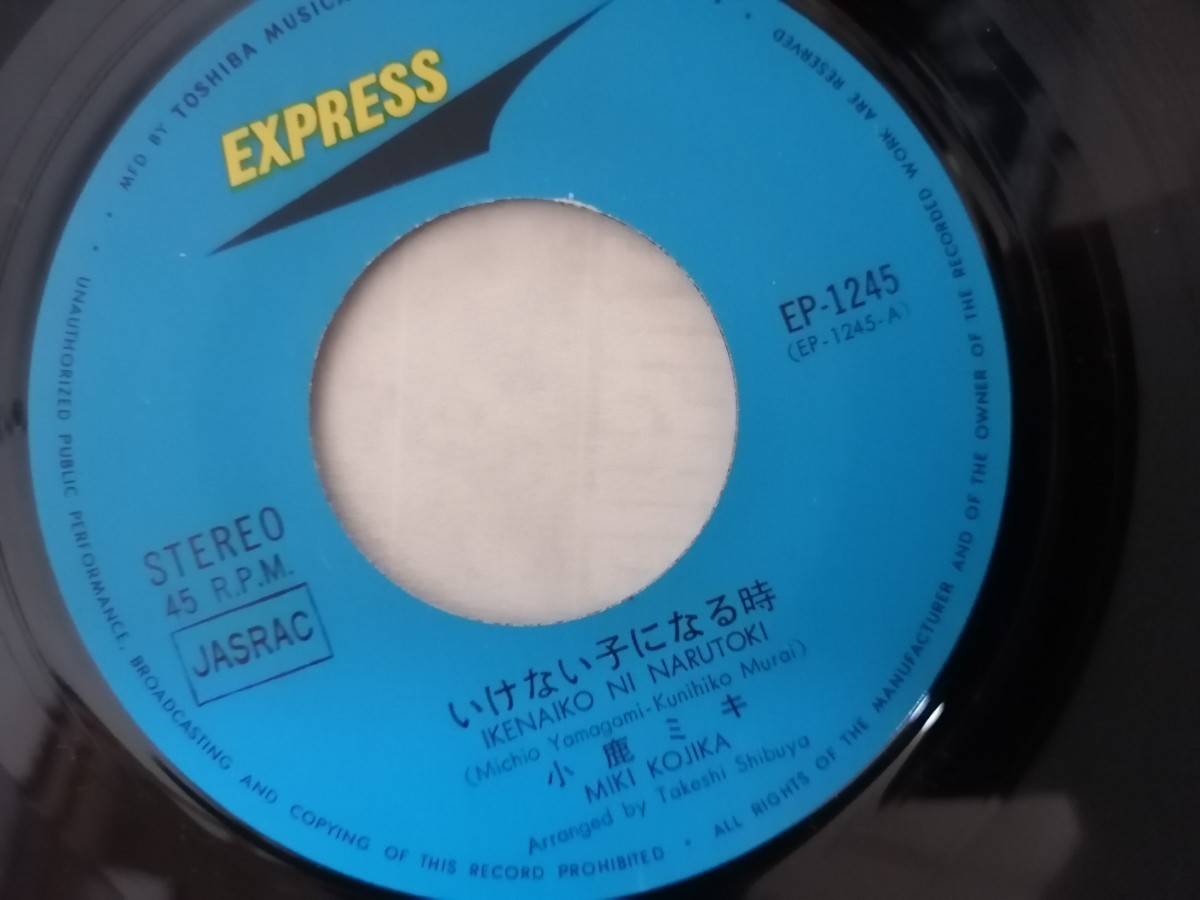 MFD BY TOSHIBA MUSICA
EXPRESS
EP-1245
(EP-1245-A)
STEREO
45 R.P.M.
JASRAC
いけない子になる時
IKENAIKO NI NARUTOKI
(Michio Yamagami-Kunihiko Murai)
小鹿ミキ
MIKI KOJIKA
Arranged by Takeshi Shibuya
ALL RIGHTS OF THE MANUFACTURER AND OF THE OWNER OF THE RECORDED WORK ARE RESERVED
UNAUTHORIZED PUBLIC PERFORMANCE, BROADCASTING AND COPYING OF THIS RECORD PROHIBITED